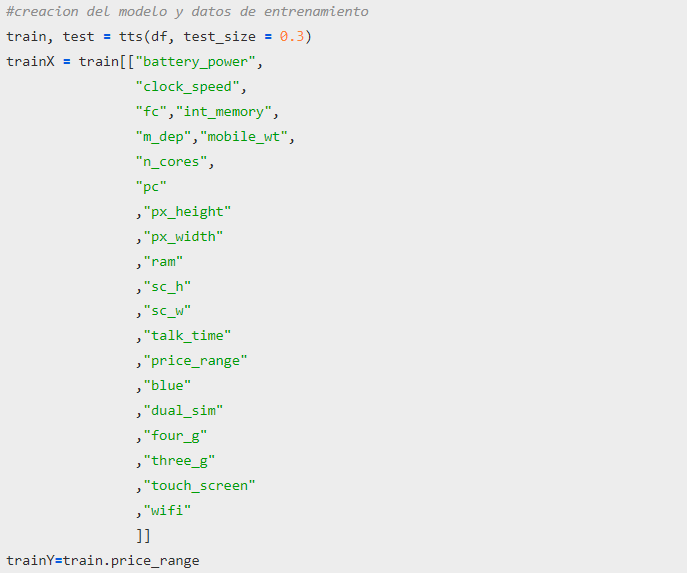 #creacion del modelo y datos de entrenamiento
train, test = tts(df, test_size = 0.3)
trainX = train[["battery_power",
"clock_speed",
"fc","int_memory",
"m_dep","mobile_wt",
"n_cores",
"pc"
,"px_height"
,"px_width"
,"ram"
,"sc_h"
,"sc_w"
,"talk_time"
,"price_range"
,"blue"
,"dual_sim"
,"four_g"
,"three_g"
,"touch_screen"
,"wifi"
]]
trainY=train.price_range